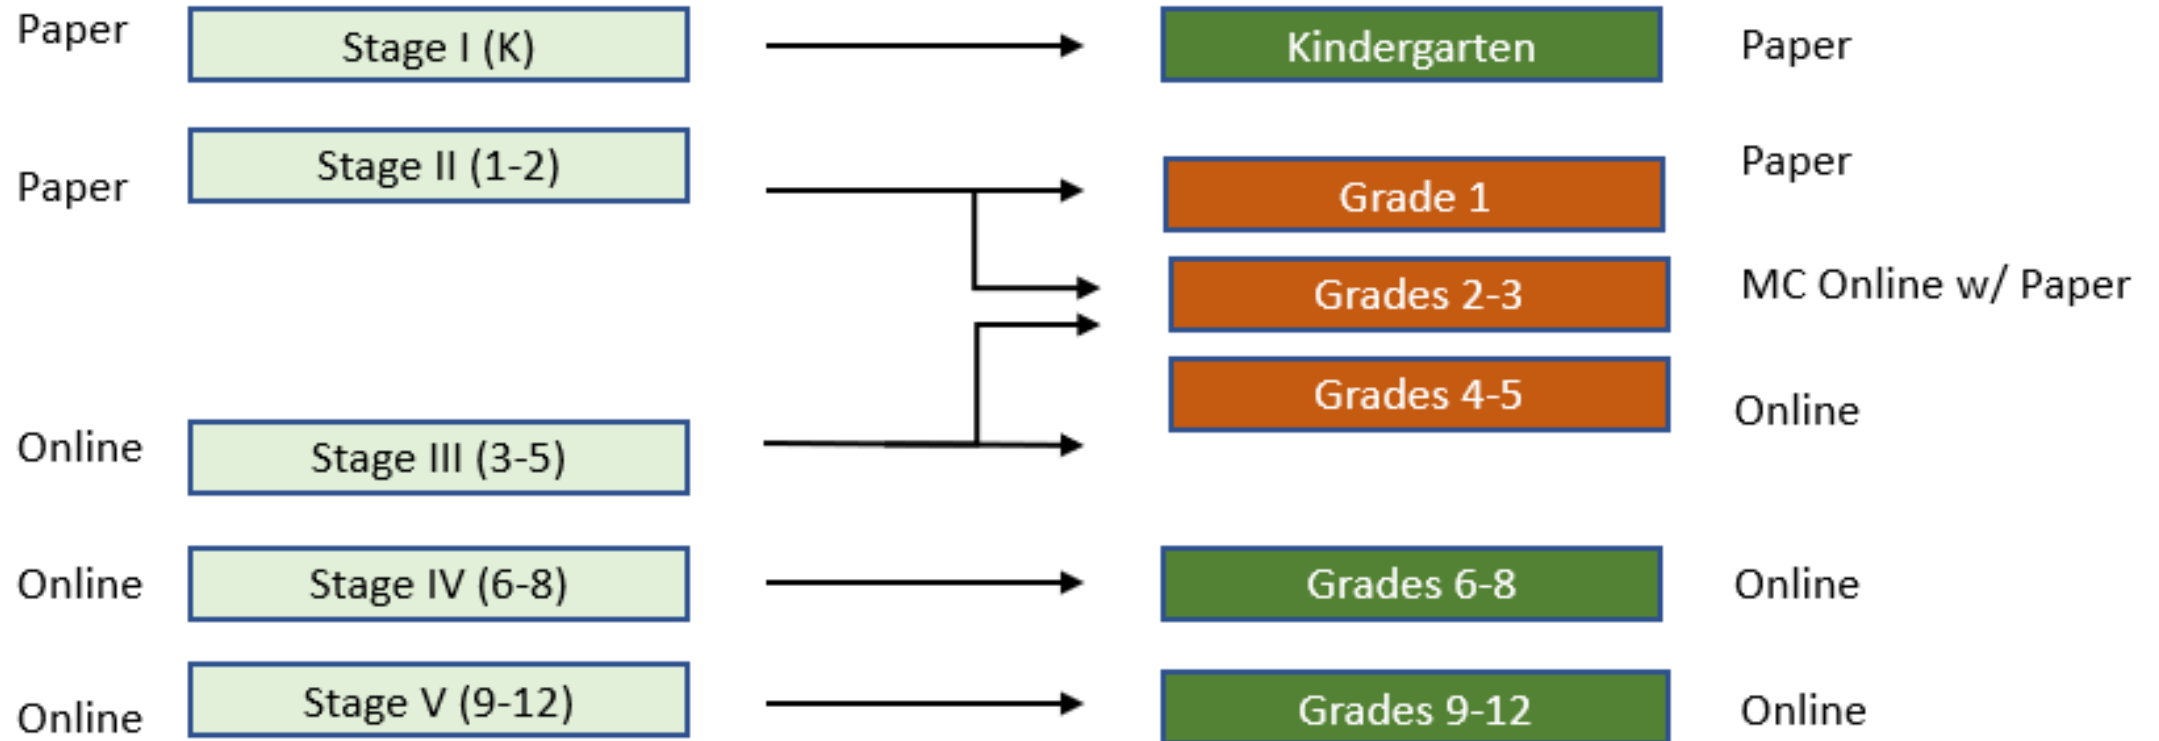 Paper
Stage I (K)
Kindergarten
Paper
Paper
Stage II (1-2)
Grade 1
Paper
Grades 2-3
MC Online w/ Paper
Grades 4-5
Online
Online
Stage III (3-5)
Online
Stage IV (6-8)
Grades 6-8
Online
Online
Stage V (9-12)
Grades 9-12
Online